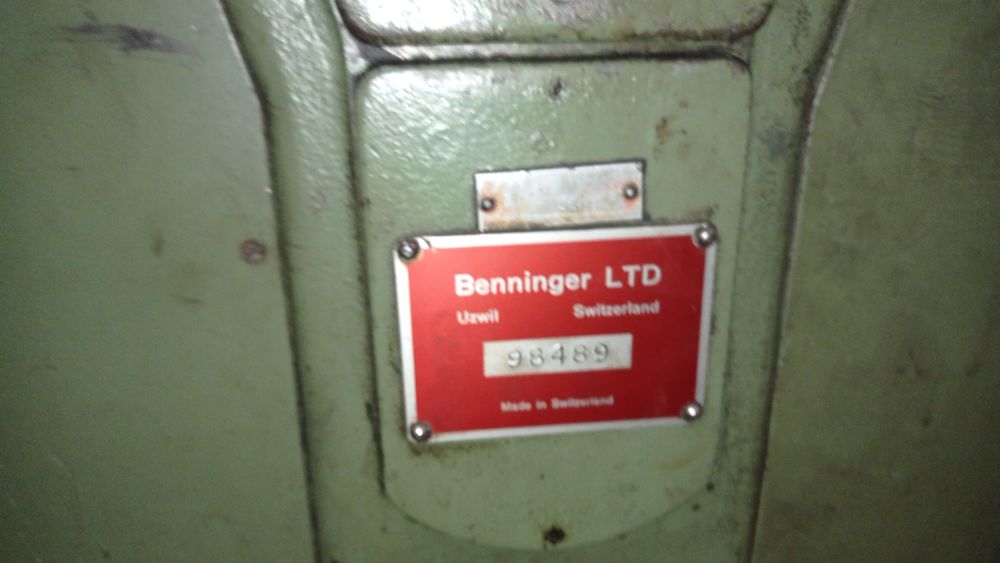 Benninger LTD
Uzwil Switzerland
98489
Made in Switzerland